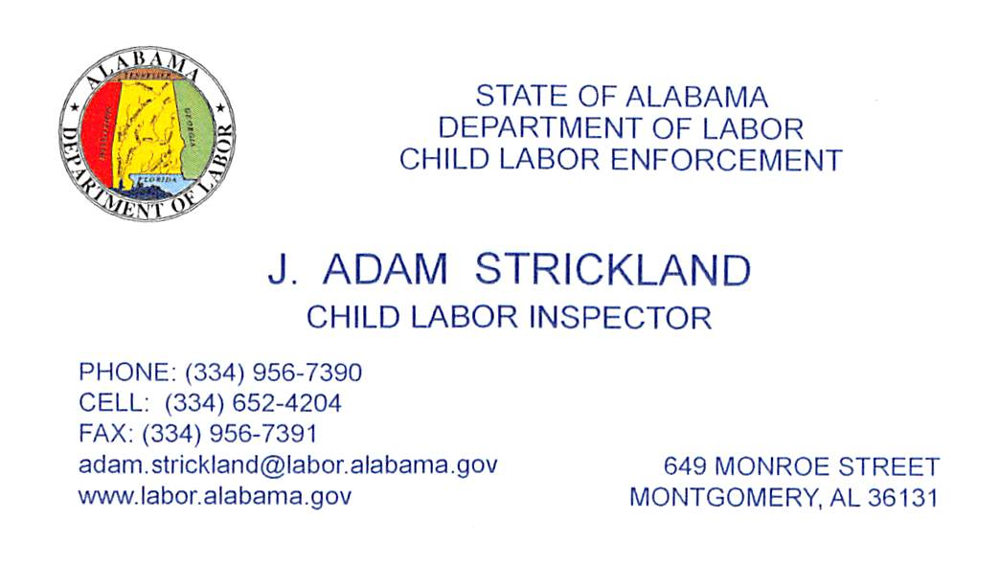 ALABAMA
DEPARTMENT OF LABOR
TENNESSEE
GEORGIA
FLORIDA
STATE OF ALABAMA
DEPARTMENT OF LABOR
CHILD LABOR ENFORCEMENT
J. ADAM STRICKLAND
CHILD LABOR INSPECTOR
PHONE: (334) 956-7390
CELL: (334) 652-4204
FAX: (334) 956-7391
adam.strickland@labor.alabama.gov
www.labor.alabama.gov
649 MONROE STREET
MONTGOMERY, AL 36131